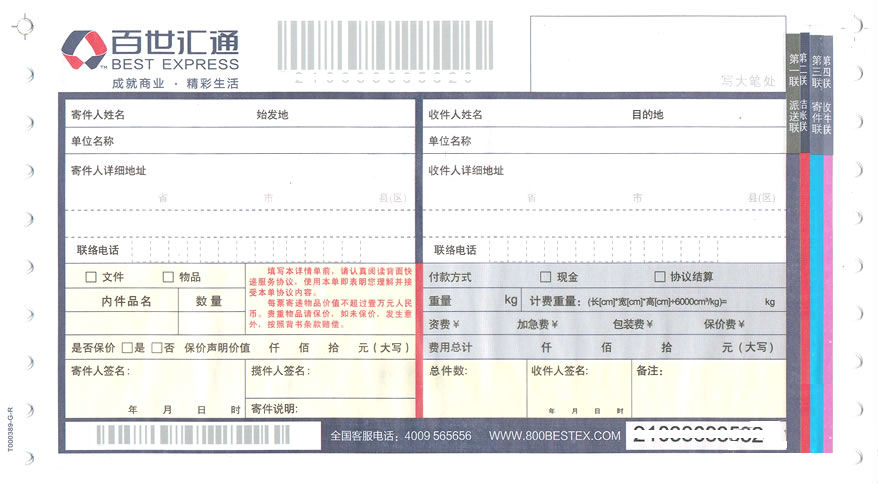 百世汇通
BEST EXPRESS
TM
成就商业 · 精彩生活
写大笔处
第一联 派送联
第二联 结账联
第三联 寄件联
第四联 收件联
寄件人姓名 始发地
收件人姓名 目的地
单位名称
单位名称
寄件人详细地址
收件人详细地址
省 市 县(区)
省 市 县(区)
联络电话
联络电话
□ 文件 □ 物品
内件品名 数量
填写本详情单前，请认真阅读背面快
递服务协议，使用本单即表明您理解并接
受本单协议内容。
每票寄递物品价值不超过壹万元人民
币。贵重物品请保价，如未保价，发生意
外，按照背书条款赔偿。
付款方式 □ 现金 □ 协议结算
重量 kg 计费重量：(长[cm]*宽[cm]*高[cm]÷6000cm³/kg)= kg
资费￥ 加急费￥ 包装费￥ 保价费￥
是否保价 □是 □否 保价声明价值 仟 佰 拾 元（大写）
费用总计 仟 佰 拾 元（大写）
寄件人签名：
年 月 日 时
揽件人签名：
寄件说明：
总件数：
收件人签名：
年 月 日 时
备注：
全国客服电话：4009 565656 WWW.800BESTEX.COM
T000389-G-R